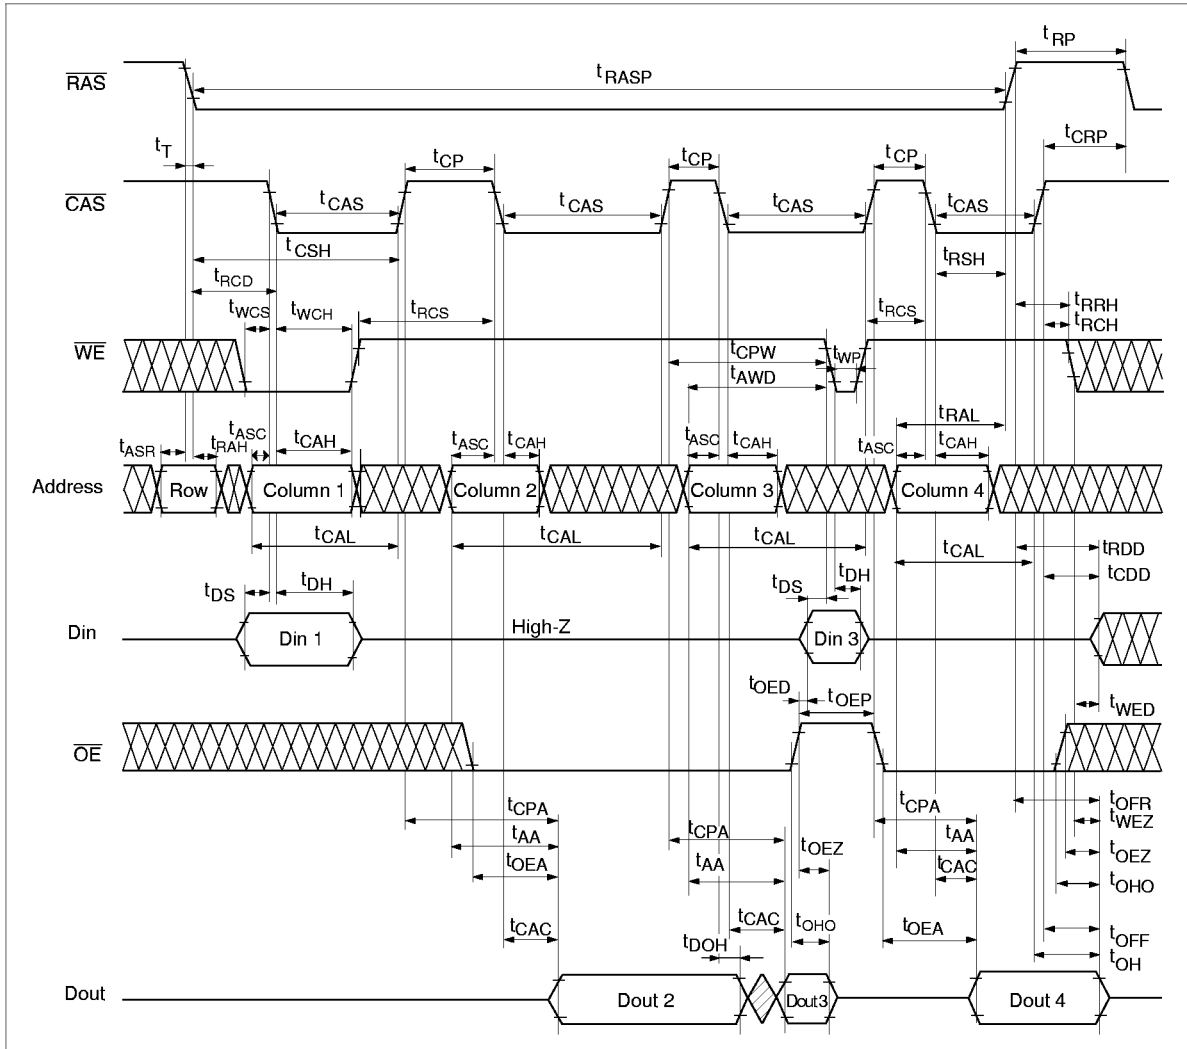 tRP
RAS
tRASP
tT
tCP
tCP
tCP
tCRP
CAS
tCAS
tCAS
tCAS
tCAS
tCSH
tRSH
tRCD
tWCS
tWCH
tRCS
tRCS
tRRH
tRCH
WE
tCPW
tWP
tAWD
tRAL
tASR
tRAH
tASC
tCAH
tASC
tCAH
tASC
tCAH
tASC
tCAH
Address
Row
Column 1
Column 2
Column 3
Column 4
tCAL
tCAL
tCAL
tCAL
tRDD
tCDD
tDS
tDH
tDS
tDH
Din
Din 1
High-Z
Din 3
tOED
tOEP
tWED
OE
tCPA
tCPA
tCPA
tOFR
tWEZ
tAA
tOEZ
tAA
tOEZ
tOEA
tAA
tCAC
tOHO
tCAC
tCAC
tOHO
tOEA
tOFF
tDOH
tOH
Dout
Dout 2
Dout3
Dout 4